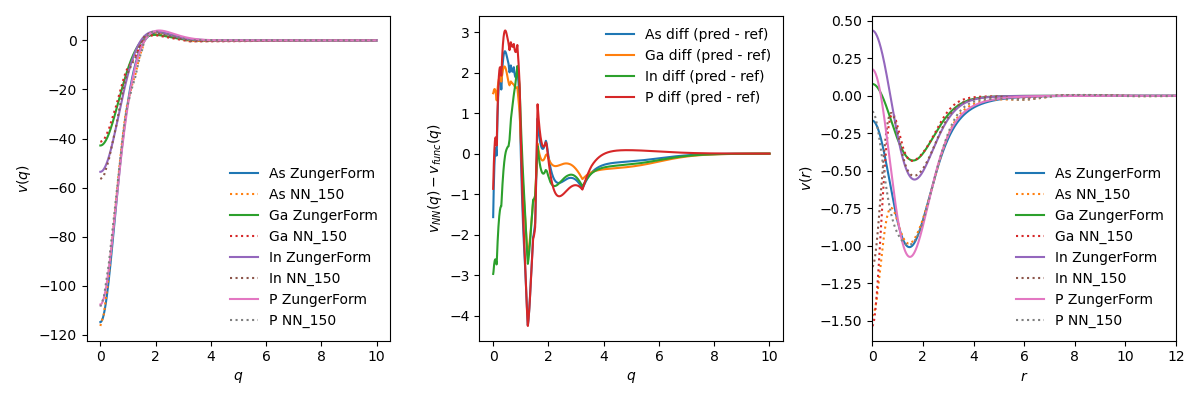 0
−20
−40
−60
−80
−100
−120
v(q)
As ZungerForm
As NN_150
Ga ZungerForm
Ga NN_150
In ZungerForm
In NN_150
P ZungerForm
P NN_150
0 2 4 6 8 10
q
3
2
1
0
−1
−2
−3
−4
v_{NN}(q) − v_{func}(q)
As diff (pred - ref)
Ga diff (pred - ref)
In diff (pred - ref)
P diff (pred - ref)
0 2 4 6 8 10
q
0.50
0.25
0.00
−0.25
−0.50
−0.75
−1.00
−1.25
−1.50
v(r)
As ZungerForm
As NN_150
Ga ZungerForm
Ga NN_150
In ZungerForm
In NN_150
P ZungerForm
P NN_150
0 2 4 6 8 10 12
r